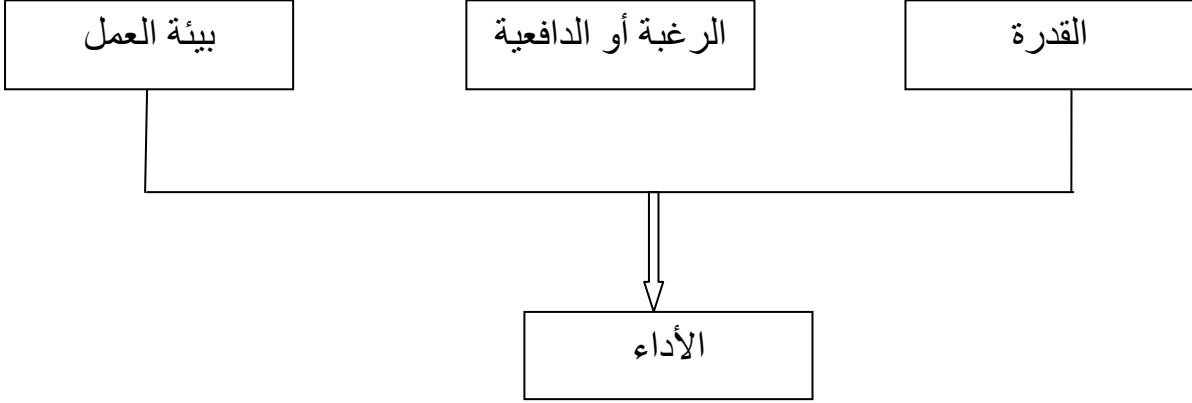 القدرة
الرغبة أو الدافعية
بيئة العمل
الأداء